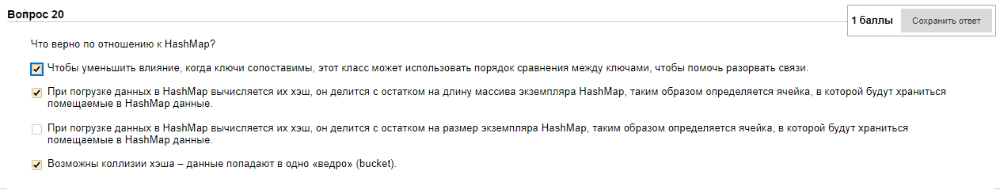 Вопрос 20
1 баллы
Сохранить ответ
Что верно по отношению к HashMap?
Чтобы уменьшить влияние, когда ключи сопоставимы, этот класс может использовать порядок сравнения между ключами, чтобы помочь разорвать связи.
При погрузке данных в HashMap вычисляется их хэш, он делится с остатком на длину массива экземпляра HashMap, таким образом определяется ячейка, в которой будут храниться
помещаемые в HashMap данные.
При погрузке данных в HashMap вычисляется их хэш, он делится с остатком на размер экземпляра HashMap, таким образом определяется ячейка, в которой будут храниться
помещаемые в HashMap данные.
Возможны коллизии хэша – данные попадают в одно «ведро» (bucket).